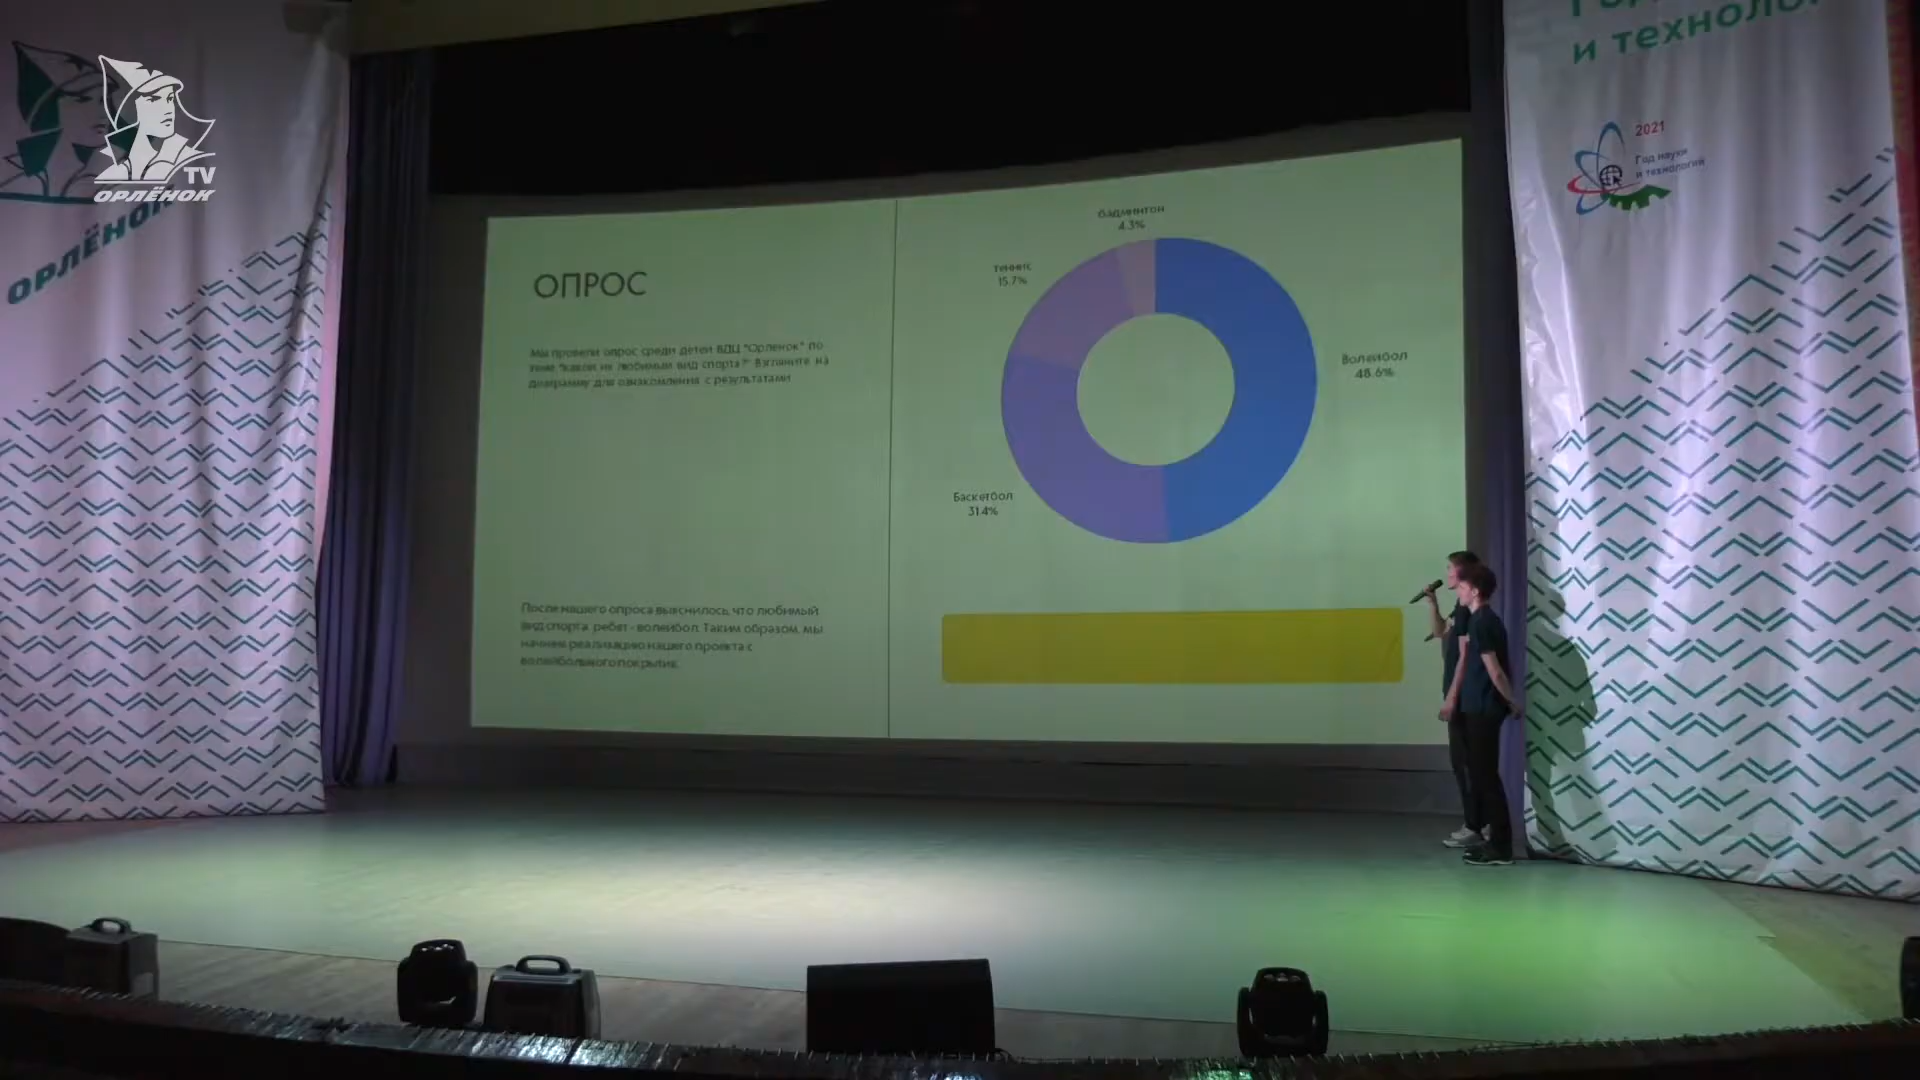 TV
ОРЛЁНОК
ОРЛЁНОК
и техноло
2021
Год науки
и технологий
ОПРОС
Мы провели опрос среди детей ВДЦ "Орленок" по
теме "какой их любимый вид спорта?" Взгляните на
диаграмму для ознакомления с результатами
После нашего опроса выяснилось, что любимый
вид спорта ребят - волейбол. Таким образом, мы
начнем реализацию нашего проекта с
волейбольного покрытия.
бадминтон
4.3%
теннис
15.7%
Волейбол
48.6%
Баскетбол
31.4%